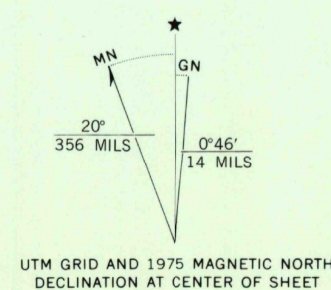 MN
GN
20°
356 MILS
0°46′
14 MILS
UTM GRID AND 1975 MAGNETIC NORTH
DECLINATION AT CENTER OF SHEET